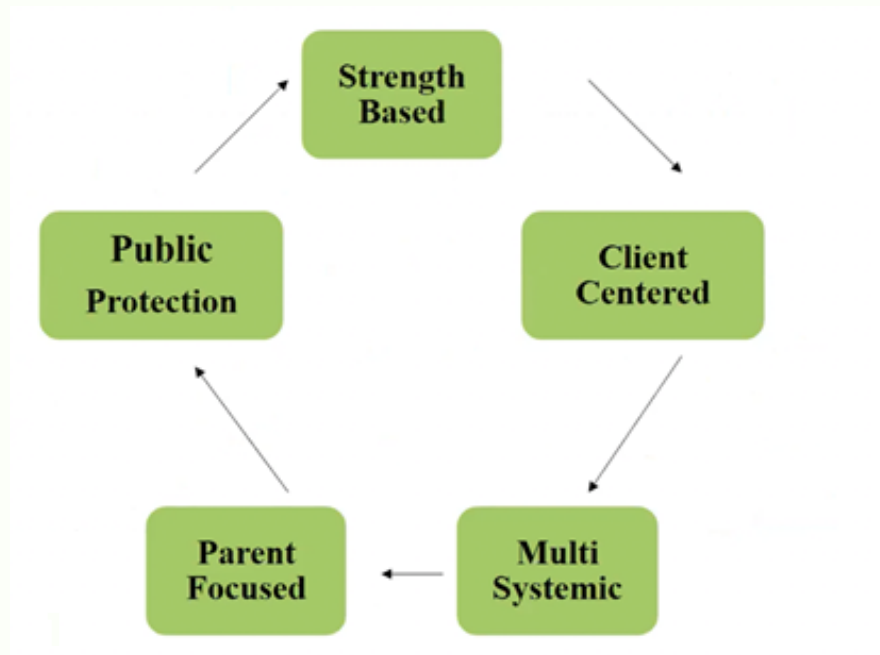 Strength
Based
Client
Centered
Multi
Systemic
Parent
Focused
Public
Protection